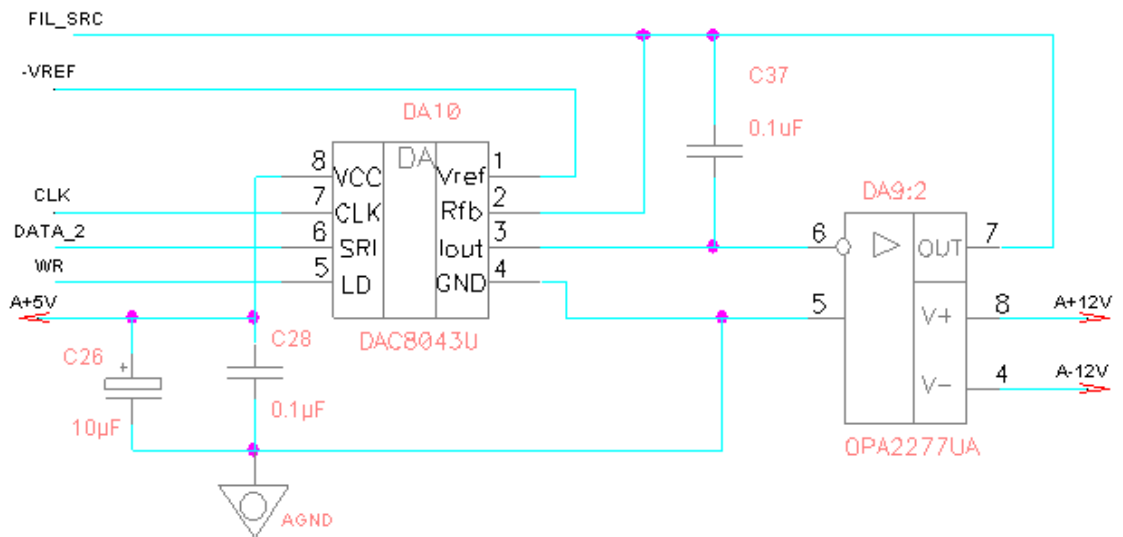 FIL_SRC
-VREF
C37
0.1uF
DA10
DA
8 VCC Vref 1
7 CLK Rfb 2
6 SRI Iout 3
5 LD GND 4
DAC8043U
CLK
DATA_2
WR
A+5V
C26
+
10µF
C28
0.1µF
AGND
DA9:2
6 OUT 7
5 V+ 8
V- 4
OPA2277UA
A+12V
A-12V